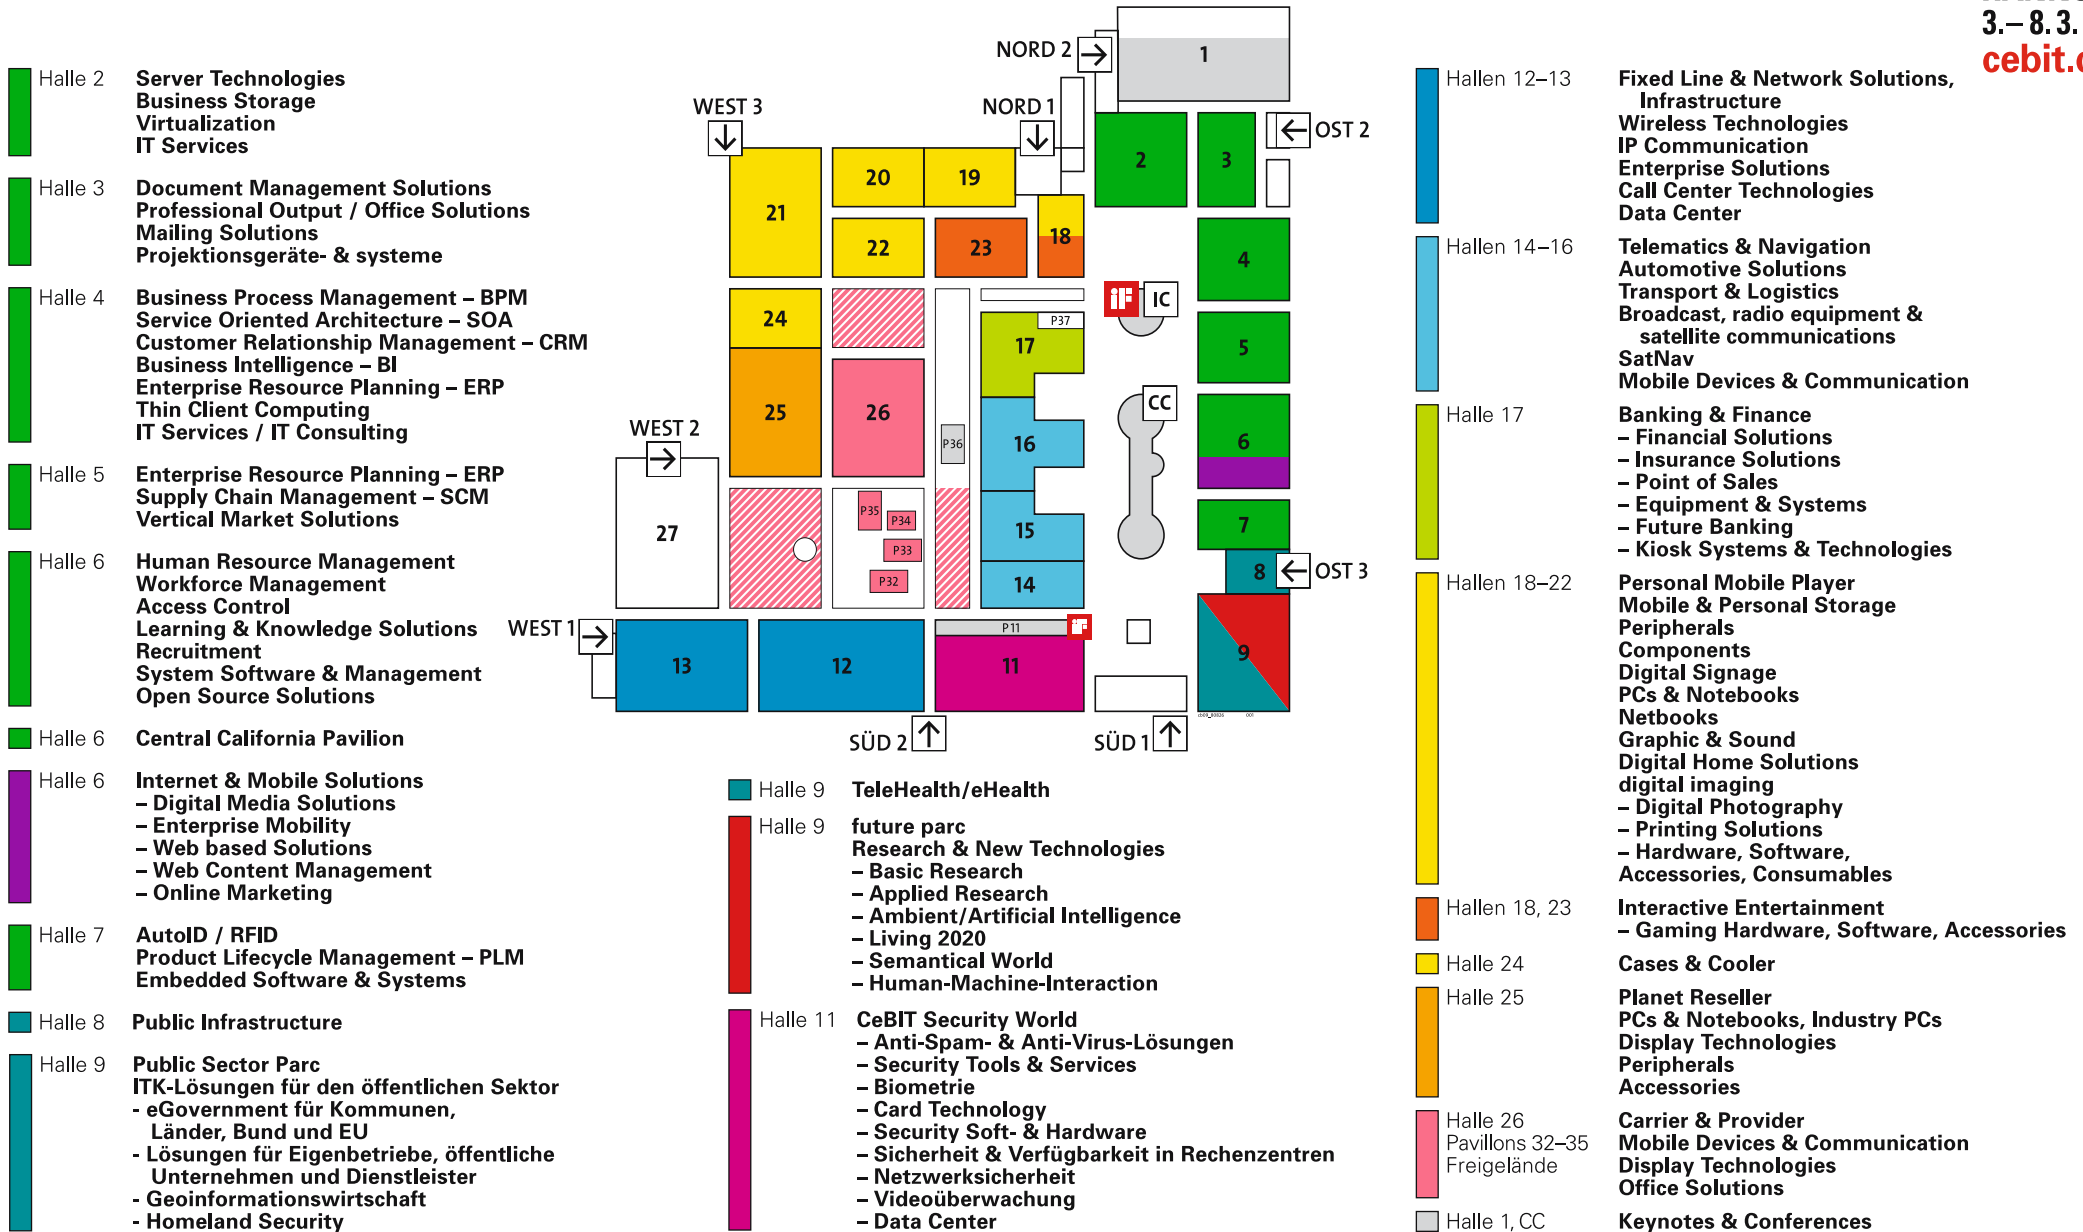 3.– 8. 3.
Halle 2 Server Technologies
Business Storage
Virtualization
IT Services
Halle 3 Document Management Solutions
Professional Output / Office Solutions
Mailing Solutions
Projektionsgeräte- & systeme
Halle 4 Business Process Management – BPM
Service Oriented Architecture – SOA
Customer Relationship Management – CRM
Business Intelligence – BI
Enterprise Resource Planning – ERP
Thin Client Computing
IT Services / IT Consulting
Halle 5 Enterprise Resource Planning – ERP
Supply Chain Management – SCM
Vertical Market Solutions
Halle 6 Human Resource Management
Workforce Management
Access Control
Learning & Knowledge Solutions
Recruitment
System Software & Management
Open Source Solutions
Halle 6 Central California Pavilion
Halle 6 Internet & Mobile Solutions
– Digital Media Solutions
– Enterprise Mobility
– Web based Solutions
– Web Content Management
– Online Marketing
Halle 7 AutoID / RFID
Product Lifecycle Management – PLM
Embedded Software & Systems
Halle 8 Public Infrastructure
Halle 9 Public Sector Parc
ITK-Lösungen für den öffentlichen Sektor
- eGovernment für Kommunen,
Länder, Bund und EU
- Lösungen für Eigenbetriebe, öffentliche
Unternehmen und Dienstleister
- Geoinformationswirtschaft
- Homeland Security
NORD 2
1
WEST 3
NORD 1
OST 2
2
3
20
19
21
18
22
23
4
iF
IC
24
P37
17
5
25
26
CC
WEST 2
16
P36
6
27
P35
P34
P33
P32
15
7
14
8
OST 3
WEST 1
P 11
iF
13
12
11
9
SÜD 2
SÜD 1
Halle 9 TeleHealth/eHealth
Halle 9 future parc
Research & New Technologies
– Basic Research
– Applied Research
– Ambient/Artificial Intelligence
– Living 2020
– Semantical World
– Human-Machine-Interaction
Halle 11 CeBIT Security World
– Anti-Spam- & Anti-Virus-Lösungen
– Security Tools & Services
– Biometrie
– Card Technology
– Security Soft- & Hardware
– Sicherheit & Verfügbarkeit in Rechenzentren
– Netzwerksicherheit
– Videoüberwachung
– Data Center
Hallen 12–13 Fixed Line & Network Solutions,
Infrastructure
Wireless Technologies
IP Communication
Enterprise Solutions
Call Center Technologies
Data Center
Hallen 14–16 Telematics & Navigation
Automotive Solutions
Transport & Logistics
Broadcast, radio equipment &
satellite communications
SatNav
Mobile Devices & Communication
Halle 17 Banking & Finance
– Financial Solutions
– Insurance Solutions
– Point of Sales
– Equipment & Systems
– Future Banking
– Kiosk Systems & Technologies
Hallen 18–22 Personal Mobile Player
Mobile & Personal Storage
Peripherals
Components
Digital Signage
PCs & Notebooks
Netbooks
Graphic & Sound
Digital Home Solutions
digital imaging
– Digital Photography
– Printing Solutions
– Hardware, Software,
Accessories, Consumables
Hallen 18, 23 Interactive Entertainment
– Gaming Hardware, Software, Accessories
Halle 24 Cases & Cooler
Halle 25 Planet Reseller
PCs & Notebooks, Industry PCs
Display Technologies
Peripherals
Accessories
Halle 26 Carrier & Provider
Pavillons 32–35 Mobile Devices & Communication
Freigelände Display Technologies
Office Solutions
Halle 1, CC Keynotes & Conferences